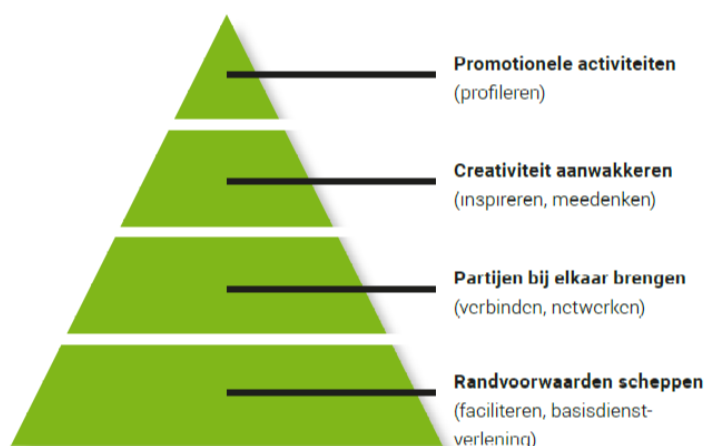 Promotionele activiteiten
(profileren)
Creativiteit aanwakkeren
(inspireren, meedenken)
Partijen bij elkaar brengen
(verbinden, netwerken)
Randvoorwaarden scheppen
(faciliteren, basisdienst-
verlening)